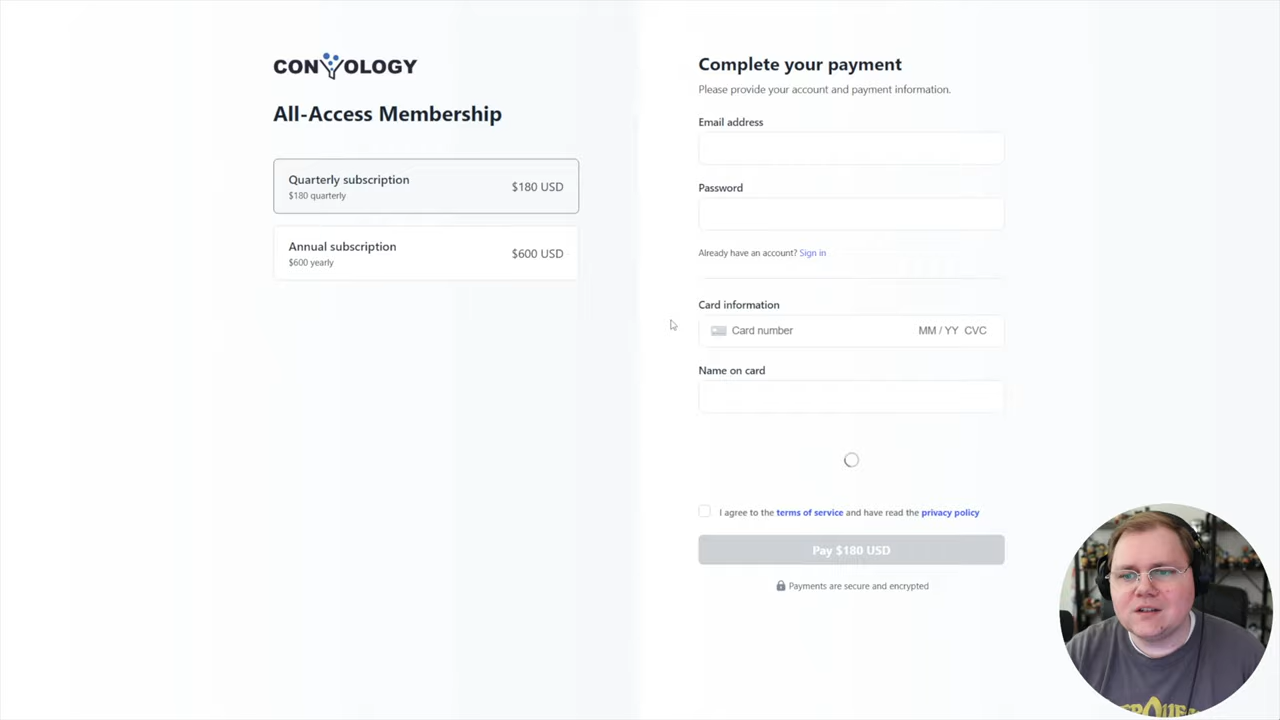 CONYOLOGY
All-Access Membership
Quarterly subscription
$180 quarterly
$180 USD
Annual subscription
$600 yearly
$600 USD
Complete your payment
Please provide your account and payment information.
Email address
Password
Already have an account? Sign in
Card information
Card number MM / YY CVC
Name on card
I agree to the terms of service and have read the privacy policy
Pay $180 USD
Payments are secure and encrypted